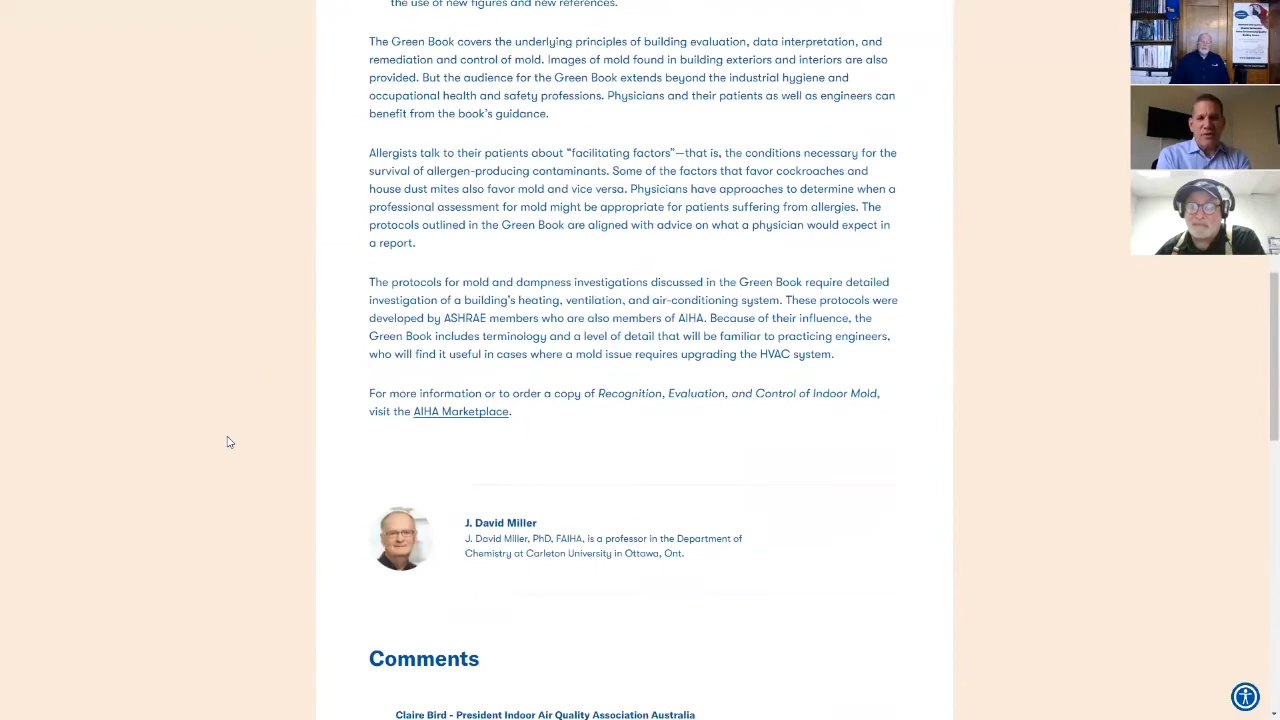 the use of new figures and new references.
The Green Book covers the underlying principles of building evaluation, data interpretation, and
remediation and control of mold. Images of mold found in building exteriors and interiors are also
provided. But the audience for the Green Book extends beyond the industrial hygiene and
occupational health and safety professions. Physicians and their patients as well as engineers can
benefit from the book's guidance.
Allergists talk to their patients about “facilitating factors”—that is, the conditions necessary for the
survival of allergen-producing contaminants. Some of the factors that favor cockroaches and
house dust mites also favor mold and vice versa. Physicians have approaches to determine when a
professional assessment for mold might be appropriate for patients suffering from allergies. The
protocols outlined in the Green Book are aligned with advice on what a physician would expect in
a report.
The protocols for mold and dampness investigations discussed in the Green Book require detailed
investigation of a building's heating, ventilation, and air-conditioning system. These protocols were
developed by ASHRAE members who are also members of AIHA. Because of their influence, the
Green Book includes terminology and a level of detail that will be familiar to practicing engineers,
who will find it useful in cases where a mold issue requires upgrading the HVAC system.
For more information or to order a copy of Recognition, Evaluation, and Control of Indoor Mold,
visit the AIHA Marketplace.
J. David Miller
J. David Miller, PhD, FAIHA, is a professor in the Department of
Chemistry at Carleton University in Ottawa, Ont.
Comments
Claire Bird - President Indoor Air Quality Association Australia